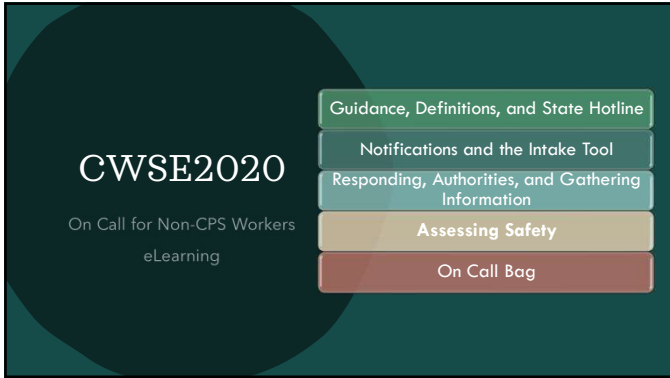 CWSE2020
On Call for Non-CPS Workers
eLearning
Guidance, Definitions, and State Hotline
Notifications and the Intake Tool
Responding, Authorities, and Gathering
Information
Assessing Safety
On Call Bag